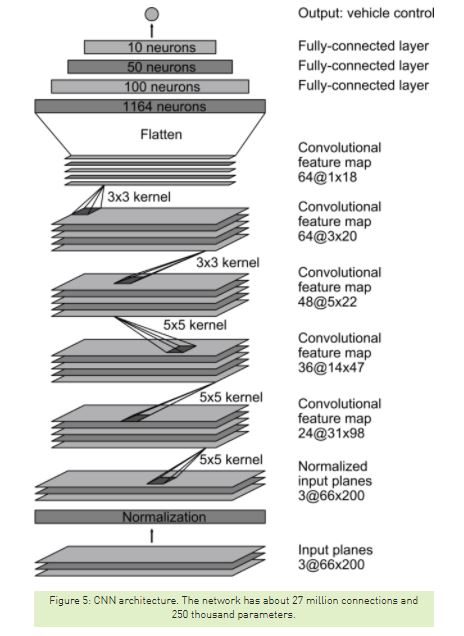 Output: vehicle control
10 neurons
Fully-connected layer
50 neurons
Fully-connected layer
100 neurons
Fully-connected layer
1164 neurons
Flatten
Convolutional
feature map
64@1x18
3x3 kernel
Convolutional
feature map
64@3x20
3x3 kernel
Convolutional
feature map
48@5x22
5x5 kernel
Convolutional
feature map
36@14x47
5x5 kernel
Convolutional
feature map
24@31x98
5x5 kernel
Normalized
input planes
3@66x200
Normalization
Input planes
3@66x200
Figure 5: CNN architecture. The network has about 27 million connections and
250 thousand parameters.